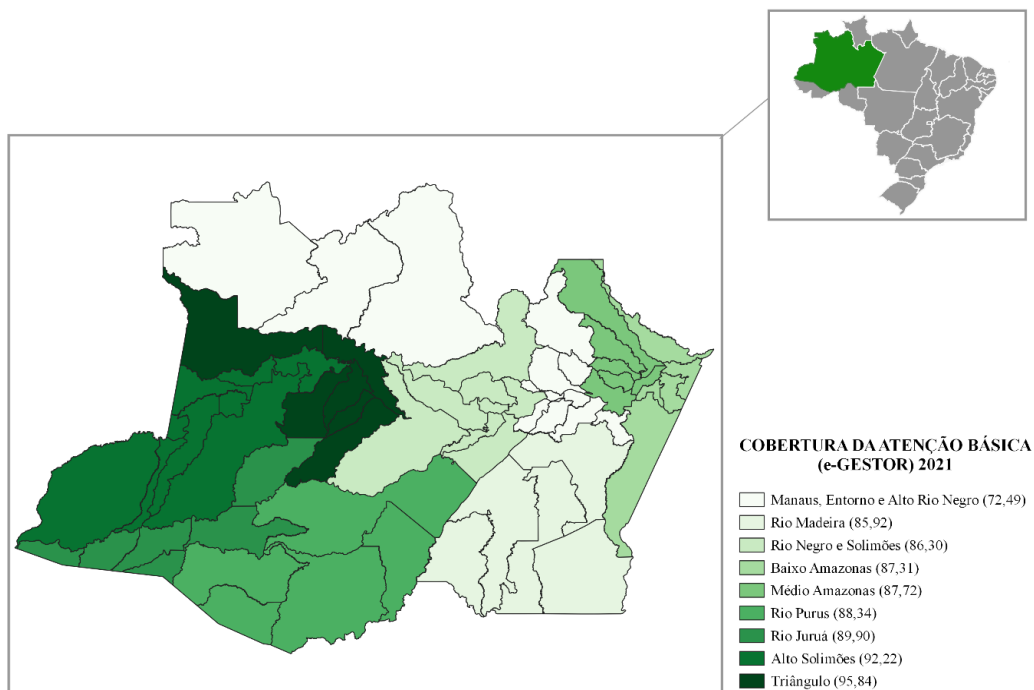 COBERTURA DA ATENÇÃO BÁSICA
(e-GESTOR) 2021
Manaus, Entorno e Alto Rio Negro (72,49)
Rio Madeira (85,92)
Rio Negro e Solimões (86,30)
Baixo Amazonas (87,31)
Médio Amazonas (87,72)
Rio Purus (88,34)
Rio Juruá (89,90)
Alto Solimões (92,22)
Triângulo (95,84)